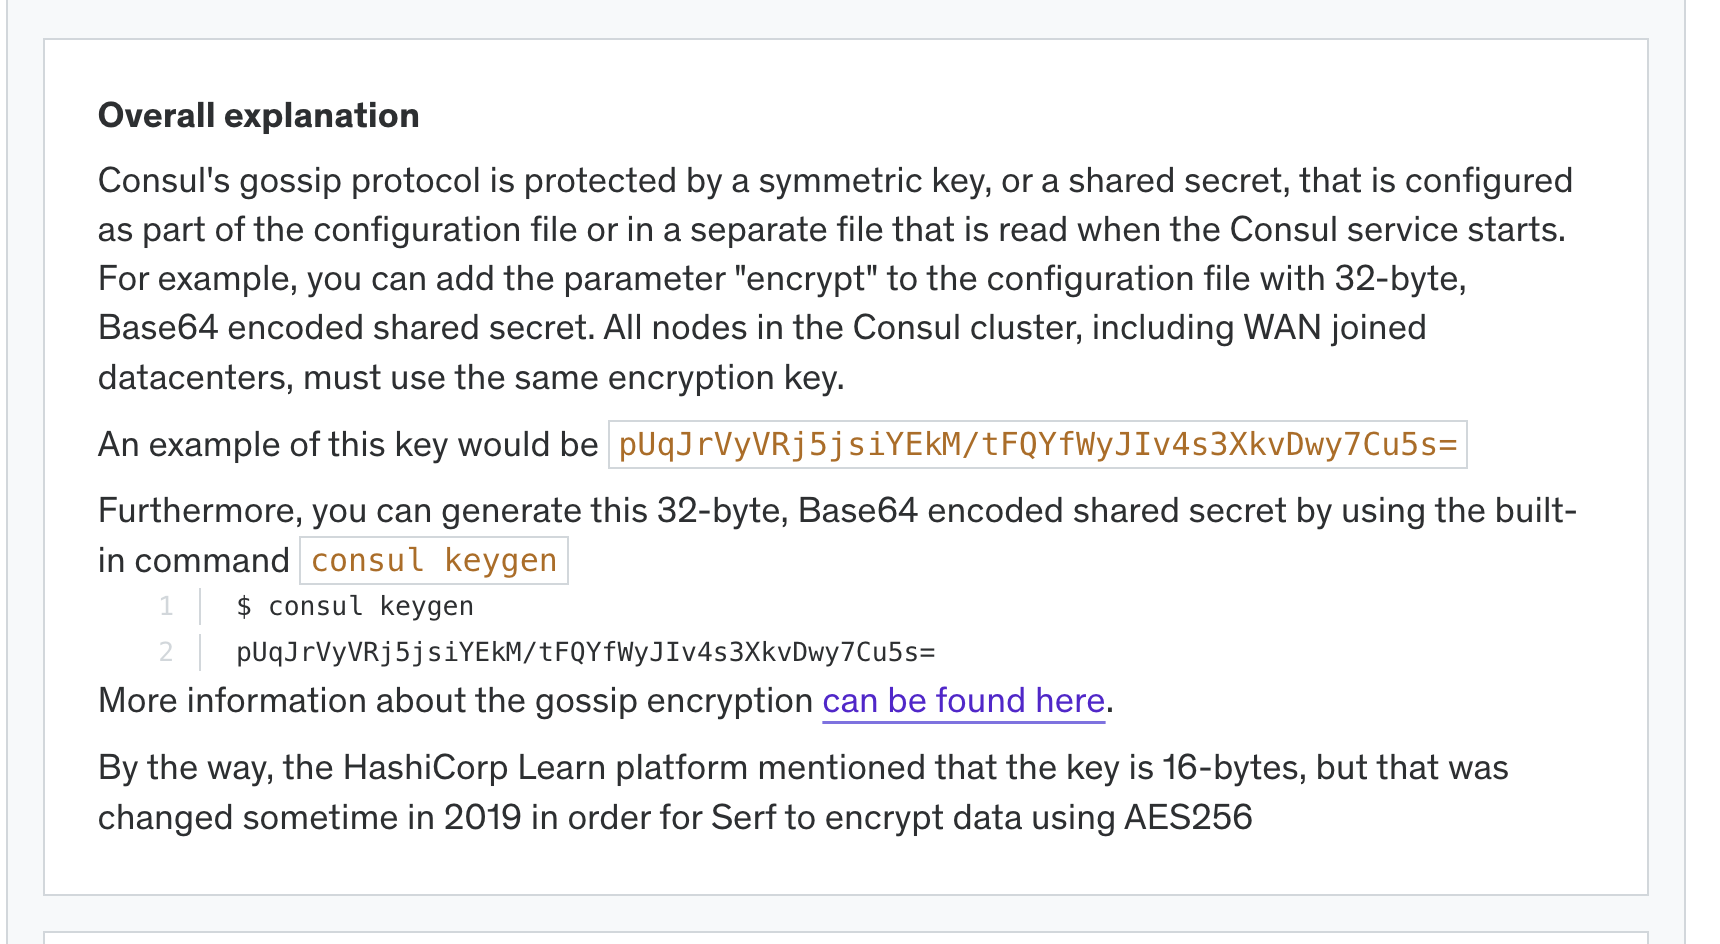 Overall explanation
Consul's gossip protocol is protected by a symmetric key, or a shared secret, that is configured
as part of the configuration file or in a separate file that is read when the Consul service starts.
For example, you can add the parameter "encrypt" to the configuration file with 32-byte,
Base64 encoded shared secret. All nodes in the Consul cluster, including WAN joined
datacenters, must use the same encryption key.
An example of this key would be pUqJrVyVRj5jsiYEkM/tFQYfWyJIv4s3XkvDwy7Cu5s=
Furthermore, you can generate this 32-byte, Base64 encoded shared secret by using the built-
in command consul keygen
1 $ consul keygen
2 pUqJrVyVRj5jsiYEkM/tFQYfWyJIv4s3XkvDwy7Cu5s=
More information about the gossip encryption can be found here.
By the way, the HashiCorp Learn platform mentioned that the key is 16-bytes, but that was
changed sometime in 2019 in order for Serf to encrypt data using AES256